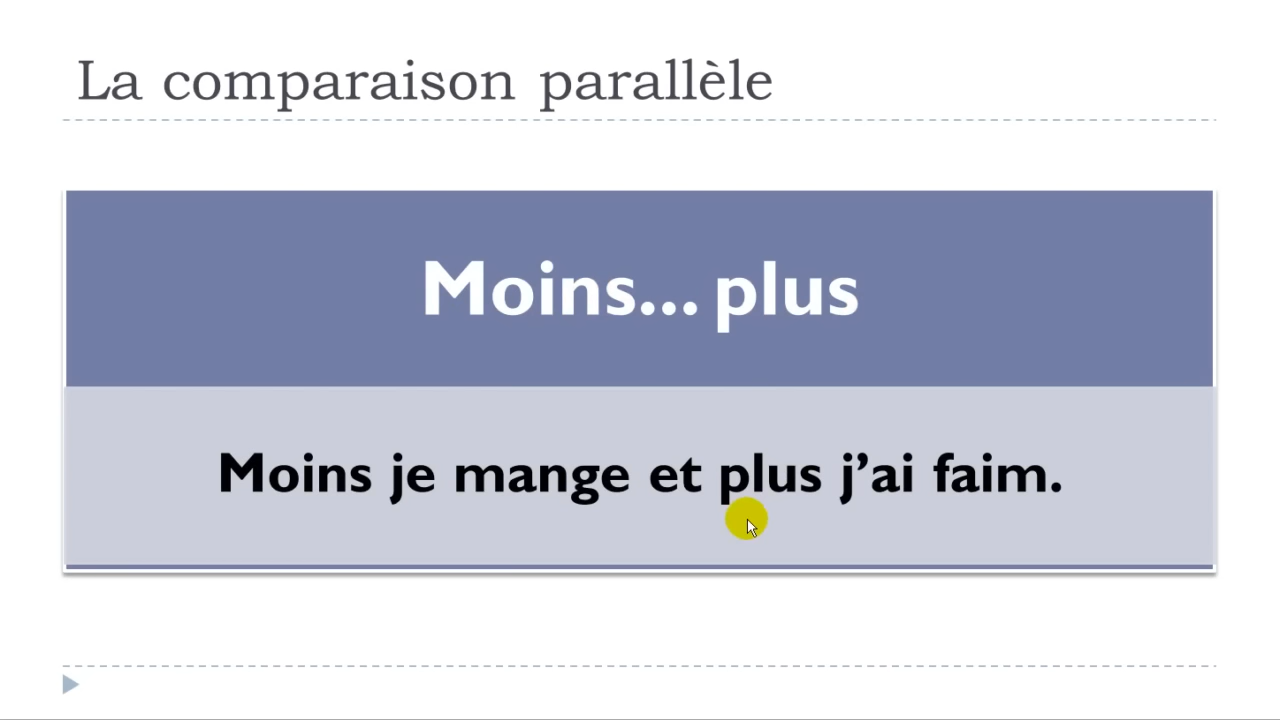 La comparaison parallèle
Moins... plus
Moins je mange et plus j’ai faim.